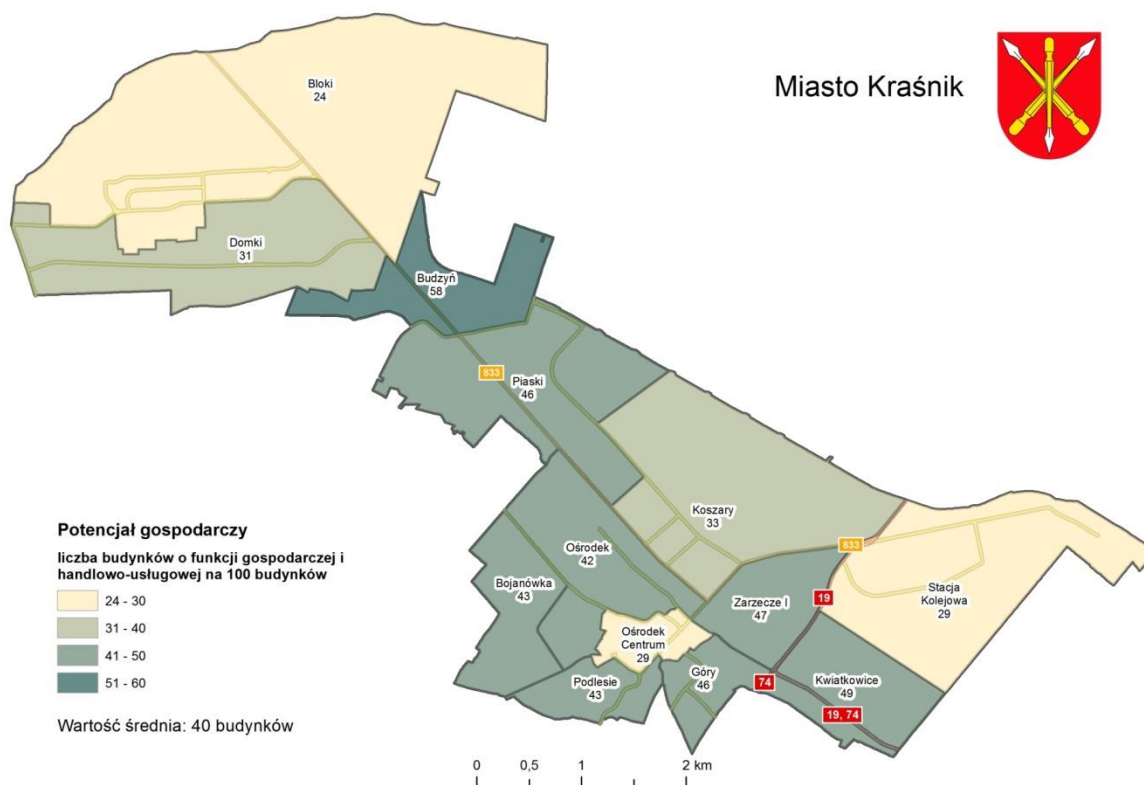 Miasto Kraśnik
Bloki
24
Domki
31
Budzyń
58
833
Piaski
46
Koszary
33
Ośrodek
42
833
Bojanówka
43
Zarzecze I
47
19
Stacja
Kolejowa
29
Ośrodek
Centrum
29
Podlesie
43
Góry
46
74
Kwiatkowice
49
19, 74
Potencjał gospodarczy
liczba budynków o funkcji gospodarczej i
handlowo-usługowej na 100 budynków
24 - 30
31 - 40
41 - 50
51 - 60
Wartość średnia: 40 budynków
0 0,5 1 2 km